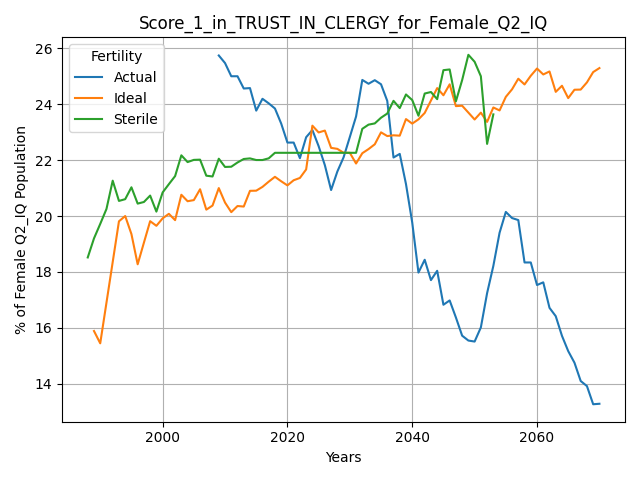 Score_1_in_TRUST_IN_CLERGY_for_Female_Q2_IQ
% of Female Q2_IQ Population
26
24
22
20
18
16
14
Fertility
Actual
Ideal
Sterile
2000
2020
2040
2060
Years